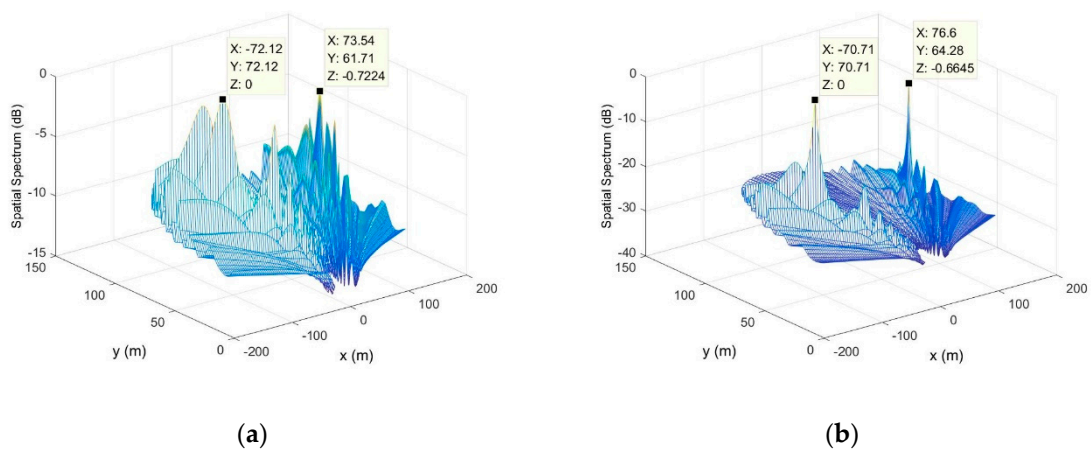 X: -72.12
Y: 72.12
Z: 0
X: 73.54
Y: 61.71
Z: -0.7224
0
-5
-10
-15
Spatial Spectrum (dB)
150
100
50
0
y (m)
-200
-100
0
100
200
x (m)
(a)
X: -70.71
Y: 70.71
Z: 0
X: 76.6
Y: 64.28
Z: -0.6645
0
-10
-20
-30
-40
Spatial Spectrum (dB)
150
100
50
0
y (m)
-200
-100
0
100
200
x (m)
(b)